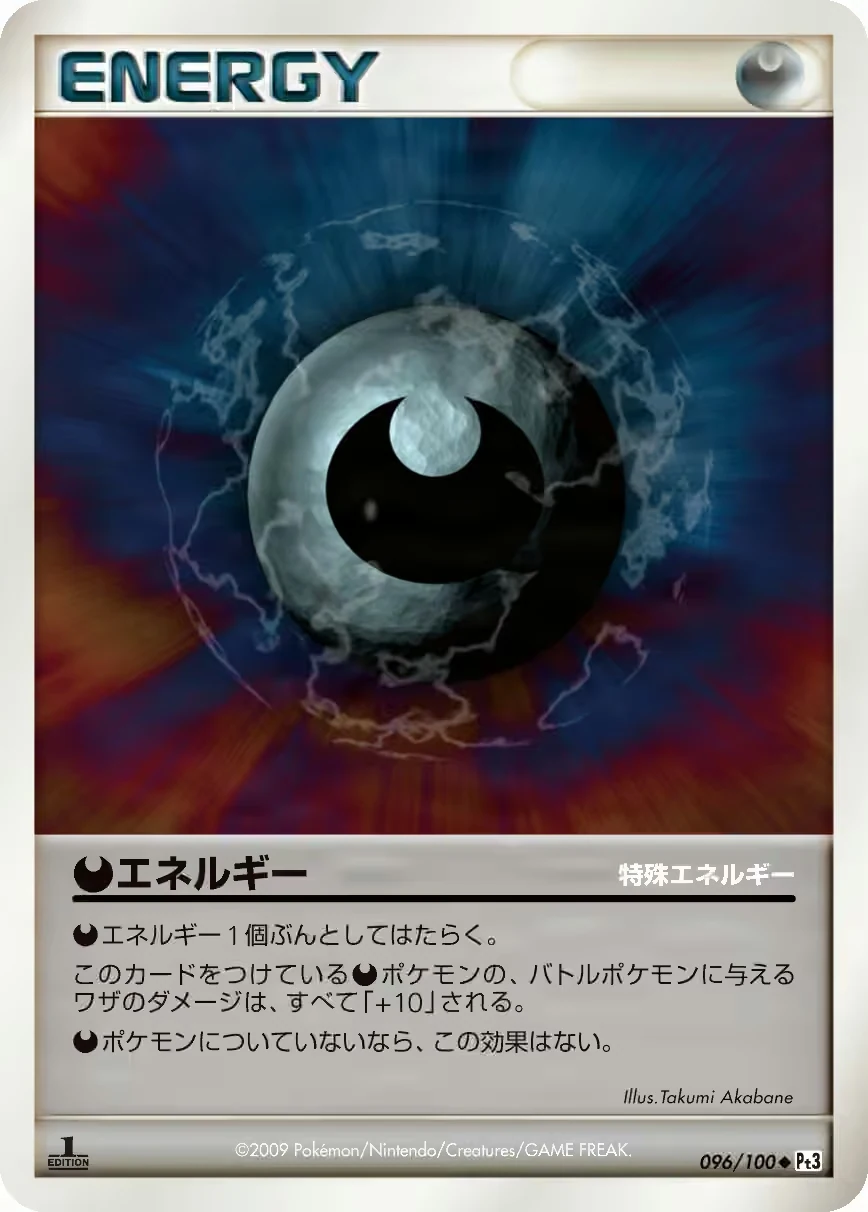 ENERGY
エネルギー
特殊エネルギー
エネルギー1個ぶんとしてはたらく。
このカードをつけているポケモンの、バトルポケモンに与える
ワザのダメージは、すべて「+10」される。
ポケモンについていないなら、この効果はない。
Illus.Takumi Akabane
1
EDITION
©2009 Pokémon/Nintendo/Creatures/GAME FREAK.
096/100◆ Pt3